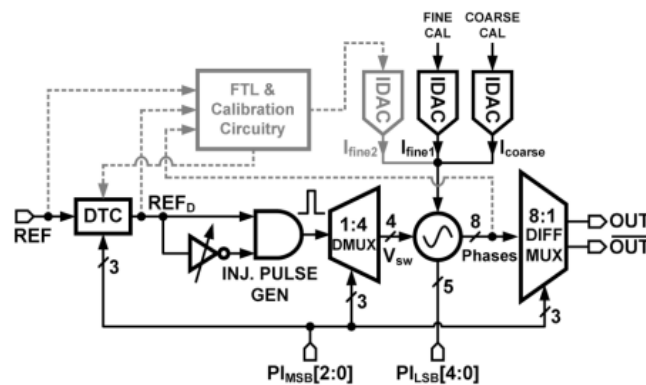 FINE COARSE
CAL CAL
FTL &
Calibration
Circuitry
IDAC
IDAC
IDAC
Ifine2
Ifine1
Icoarse
REF
DTC
REFD
INJ. PULSE
GEN
1:4
DMUX
4
Vsw
8
Phases
8:1
DIFF
MUX
OUT
OUT
3
3
5
3
PIMSB[2:0]
PILSB[4:0]